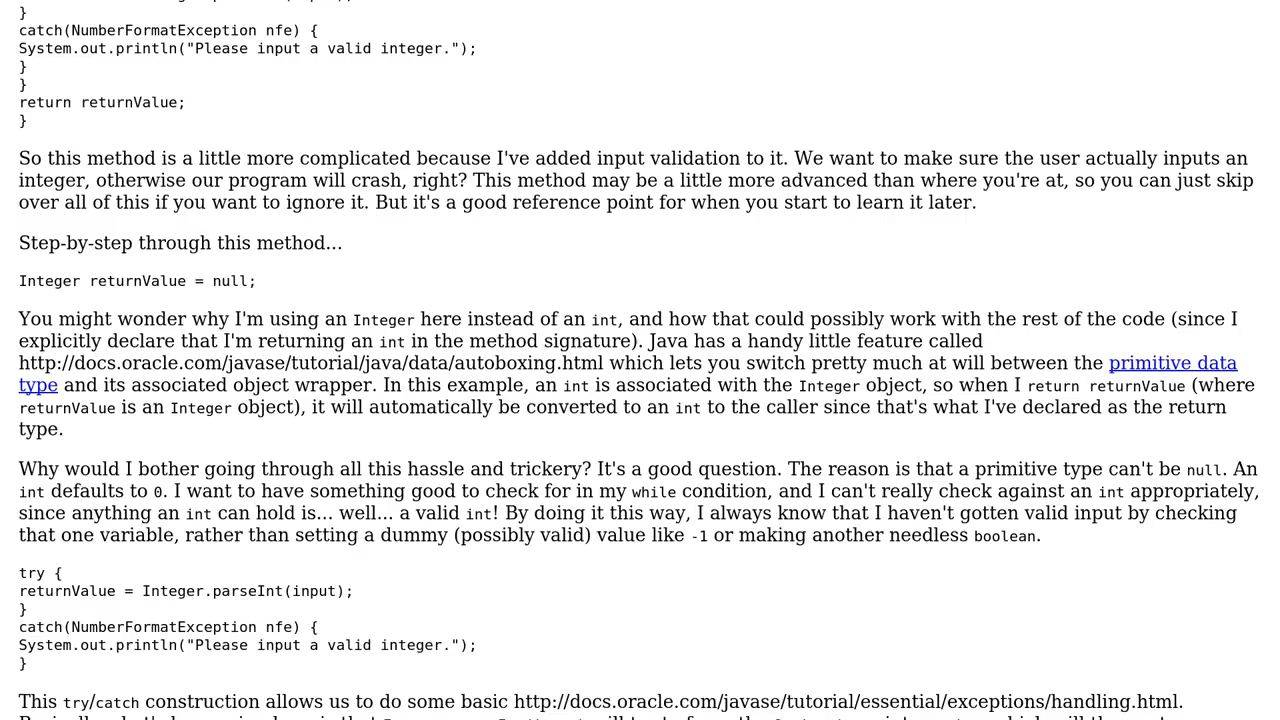 }
catch(NumberFormatException nfe) {
System.out.println("Please input a valid integer.");
}
}
return returnValue;
}
So this method is a little more complicated because I've added input validation to it. We want to make sure the user actually inputs an
integer, otherwise our program will crash, right? This method may be a little more advanced than where you're at, so you can just skip
over all of this if you want to ignore it. But it's a good reference point for when you start to learn it later.
Step-by-step through this method...
Integer returnValue = null;
You might wonder why I'm using an Integer here instead of an int, and how that could possibly work with the rest of the code (since I
explicitly declare that I'm returning an int in the method signature). Java has a handy little feature called
http://docs.oracle.com/javase/tutorial/java/data/autoboxing.html which lets you switch pretty much at will between the primitive data
type and its associated object wrapper. In this example, an int is associated with the Integer object, so when I return returnValue (where
returnValue is an Integer object), it will automatically be converted to an int to the caller since that's what I've declared as the return
type.
Why would I bother going through all this hassle and trickery? It's a good question. The reason is that a primitive type can't be null. An
int defaults to 0. I want to have something good to check for in my while condition, and I can't really check against an int appropriately,
since anything an int can hold is... well... a valid int! By doing it this way, I always know that I haven't gotten valid input by checking
that one variable, rather than setting a dummy (possibly valid) value like -1 or making another needless boolean.
try {
returnValue = Integer.parseInt(input);
}
catch(NumberFormatException nfe) {
System.out.println("Please input a valid integer.");
}
This try/catch construction allows us to do some basic http://docs.oracle.com/javase/tutorial/essential/exceptions/handling.html.